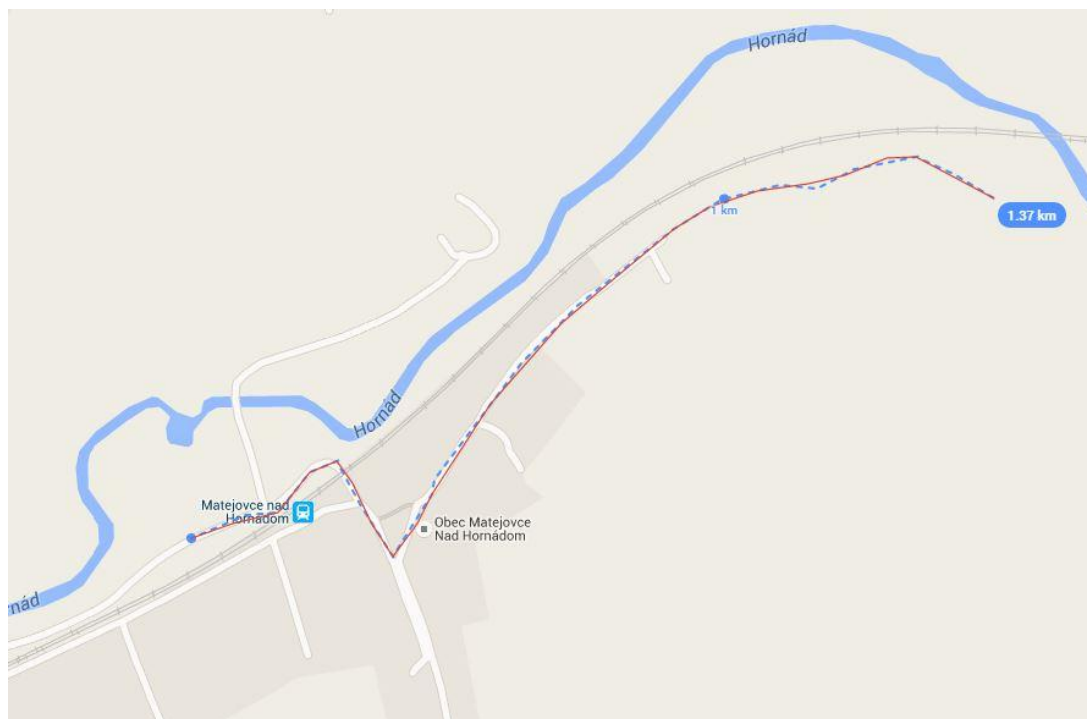 Hornád
1 km
1.37 km
Hornád
Matejovce nad
Hornádom
Obec Matejovce
Nad Hornádom
rnád